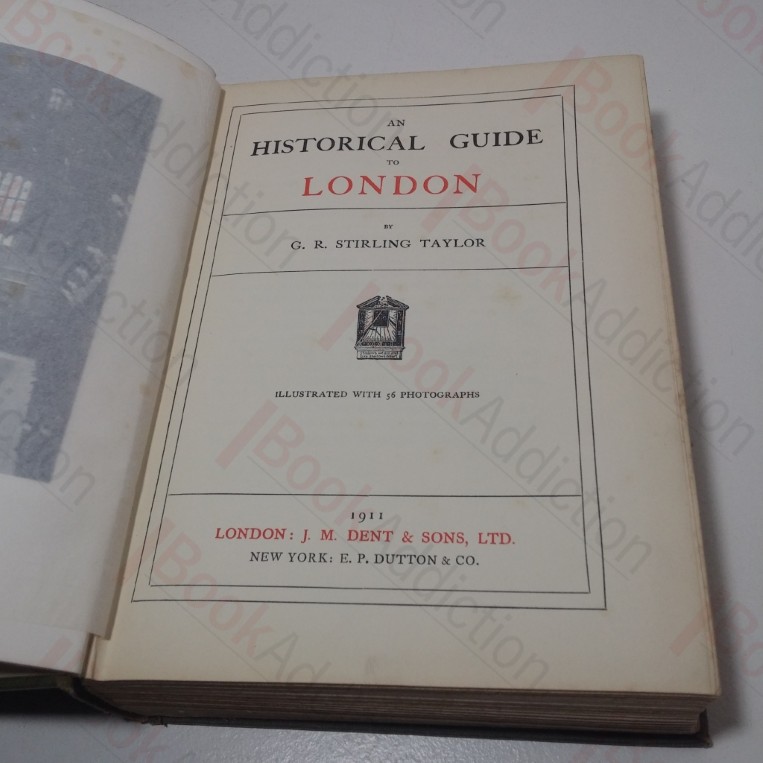 AN
HISTORICAL GUIDE
TO
LONDON
BY
G. R. STIRLING TAYLOR
ILLUSTRATED WITH 56 PHOTOGRAPHS
1911
LONDON: J. M. DENT & SONS, LTD.
NEW YORK: E. P. DUTTON & CO.
BookAddiction